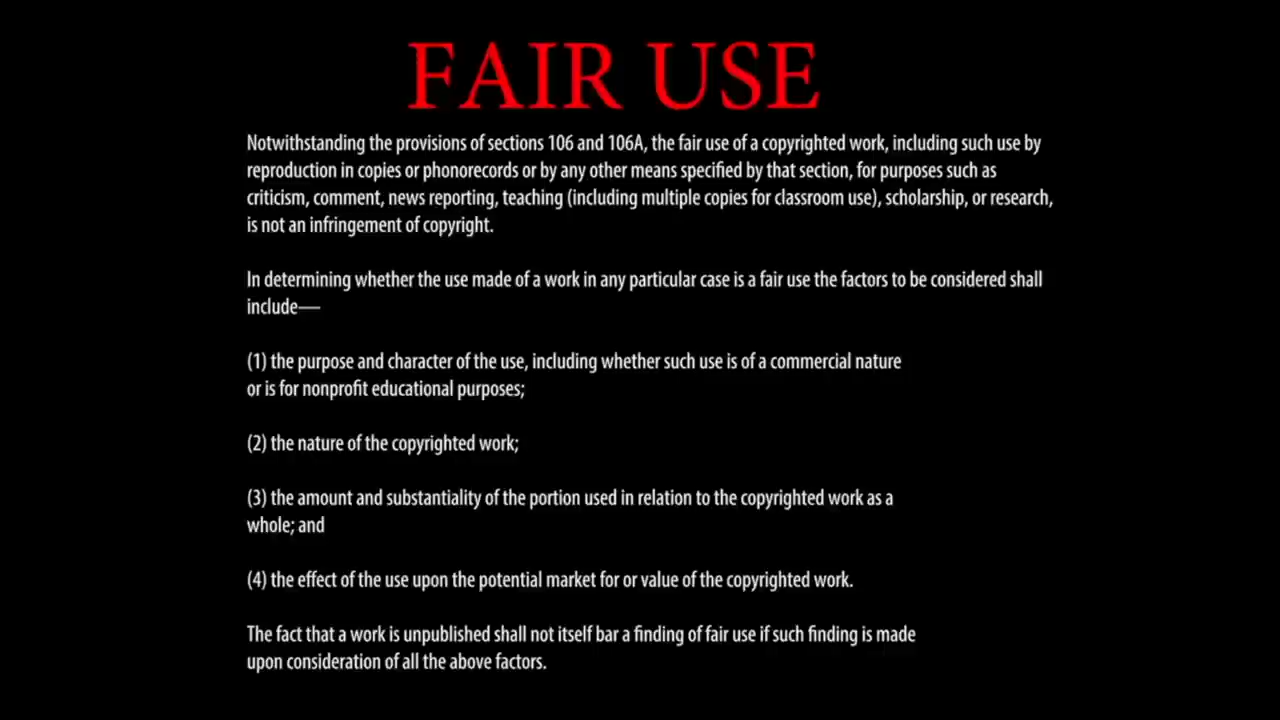 FAIR USE
Notwithstanding the provisions of sections 106 and 106A, the fair use of a copyrighted work, including such use by
reproduction in copies or phonorecords or by any other means specified by that section, for purposes such as
criticism, comment, news reporting, teaching (including multiple copies for classroom use), scholarship, or research,
is not an infringement of copyright.
In determining whether the use made of a work in any particular case is a fair use the factors to be considered shall
include—
(1) the purpose and character of the use, including whether such use is of a commercial nature
or is for nonprofit educational purposes;
(2) the nature of the copyrighted work;
(3) the amount and substantiality of the portion used in relation to the copyrighted work as a
whole; and
(4) the effect of the use upon the potential market for or value of the copyrighted work.
The fact that a work is unpublished shall not itself bar a finding of fair use if such finding is made
upon consideration of all the above factors.